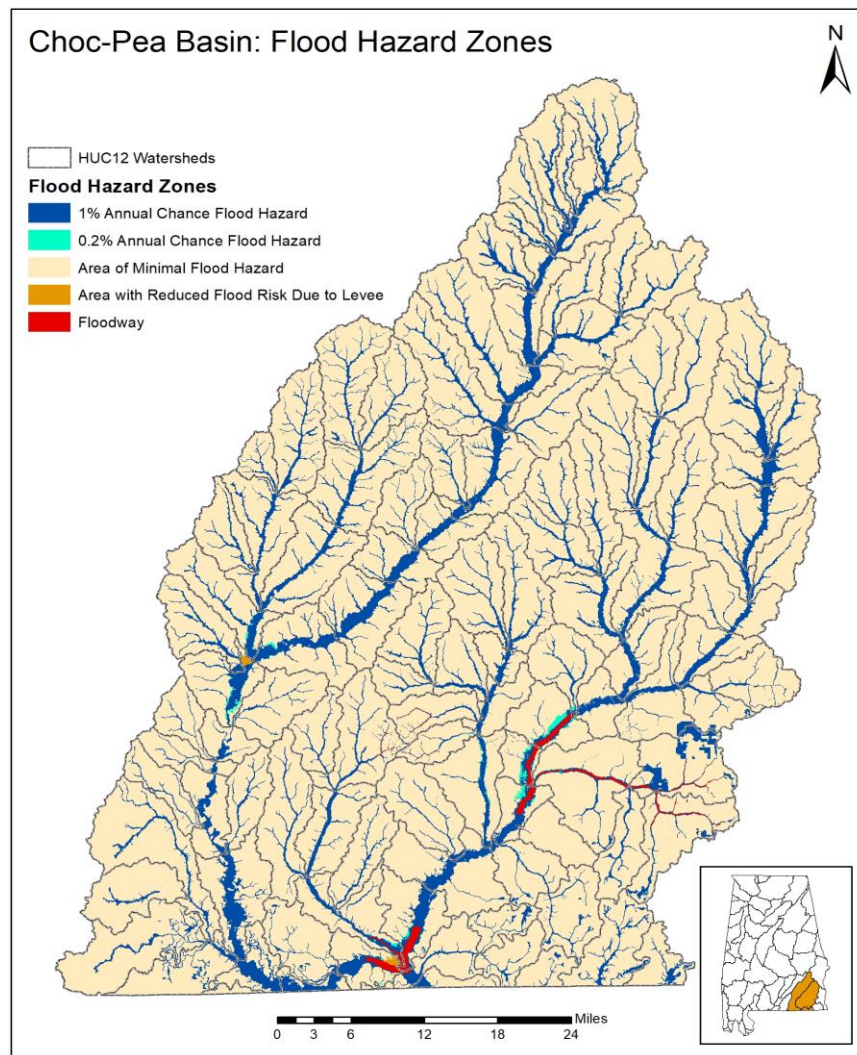 Choc-Pea Basin: Flood Hazard Zones
N
HUC12 Watersheds
Flood Hazard Zones
1% Annual Chance Flood Hazard
0.2% Annual Chance Flood Hazard
Area of Minimal Flood Hazard
Area with Reduced Flood Risk Due to Levee
Floodway
Miles
0 3 6 12 18 24